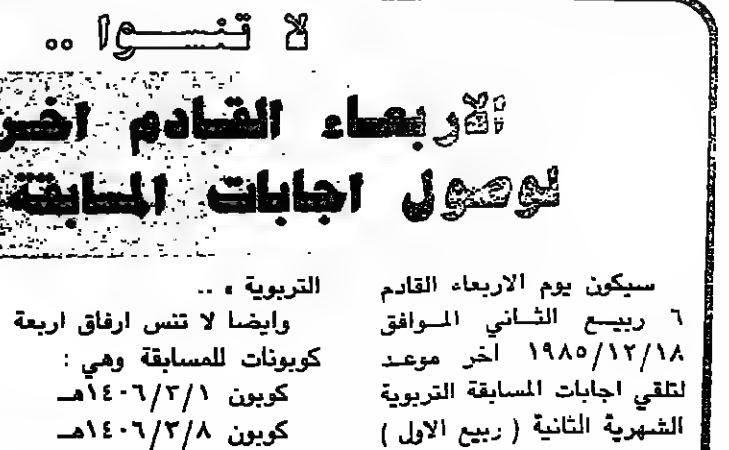 لا تنسوا ..
الاربعاء القادم اخر
لوصول اجابات المسابقة
سيكون يوم الاربعاء القادم
٦ ربيع الثاني الموافق
١٩٨٥/١٢/١٨ اخر موعد
لتلقي اجابات المسابقة التربوية
الشهرية الثانية ( ربيع الاول )
التربوية » ..
وايضا لا تنس ارفاق اربعة
كوبونات للمسابقة وهي :
كوبون ١٤٠٦/٣/١هـ
كوبون ١٤٠٦/٣/٨هـ